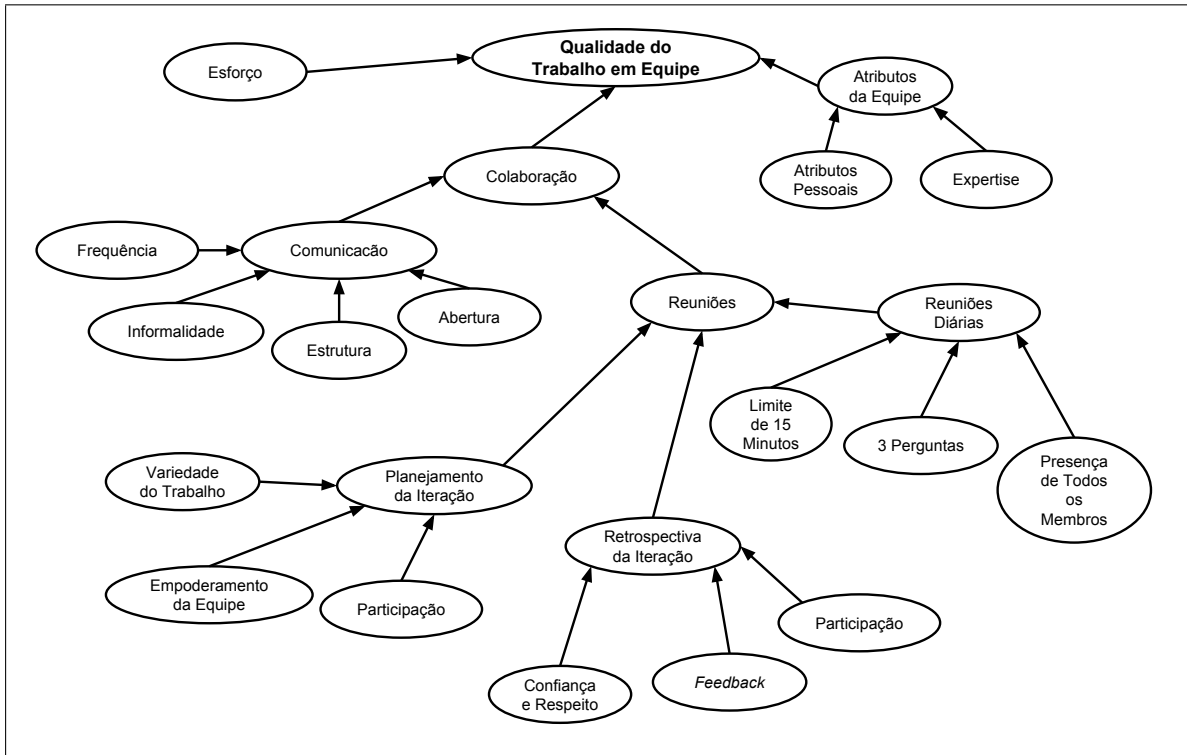 Qualidade do
Trabalho em Equipe
Esforço
Atributos
da Equipe
Atributos
Pessoais
Expertise
Colaboração
Frequência
Comunicacão
Informalidade
Estrutura
Abertura
Reuniões
Reuniões
Diárias
Limite
de 15
Minutos
3 Perguntas
Presença
de Todos
os
Membros
Variedade
do Trabalho
Planejamento
da Iteração
Empoderamento
da Equipe
Participação
Retrospectiva
da Iteração
Participação
Confiança
e Respeito
Feedback